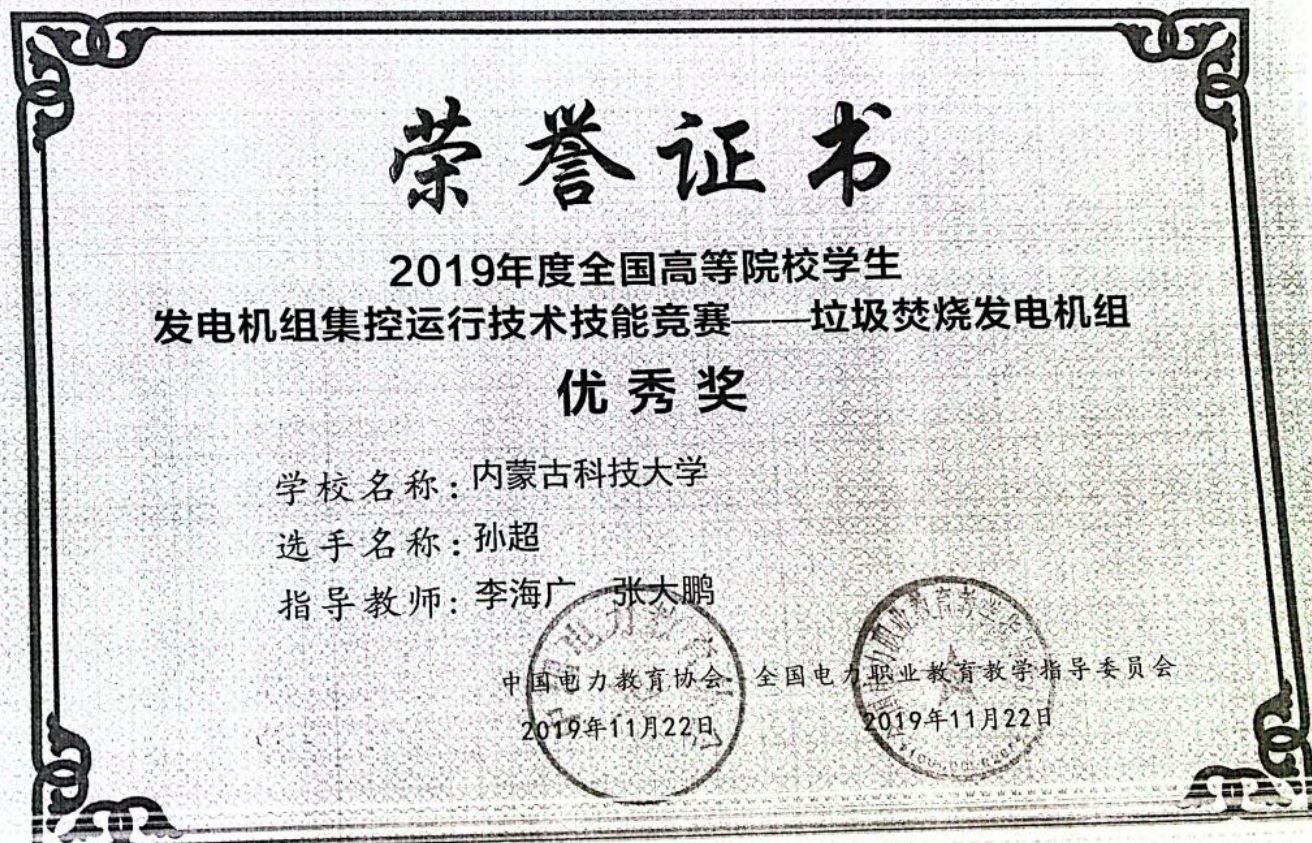 荣誉证书
2019年度全国高等院校学生
发电机组集控运行技术技能竞赛——垃圾焚烧发电机组
优秀奖
学校名称:内蒙古科技大学
选手名称:孙超
指导教师:李海广 张大鹏
中国电力教育协会 全国电力职业教育教学指导委员会
2019年11月22日 2019年11月22日